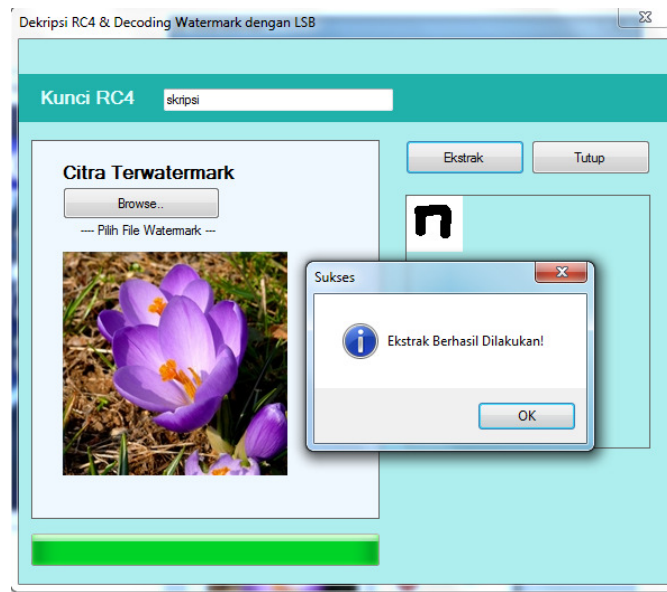 Dekripsi RC4 & Decoding Watermark dengan LSB
Kunci RC4
skripsi
Citra Terwatermark
Browse..
---- Pilih File Watermark ---
Ekstrak
Tutup
n
Sukses
Ekstrak Berhasil Dilakukan!
OK